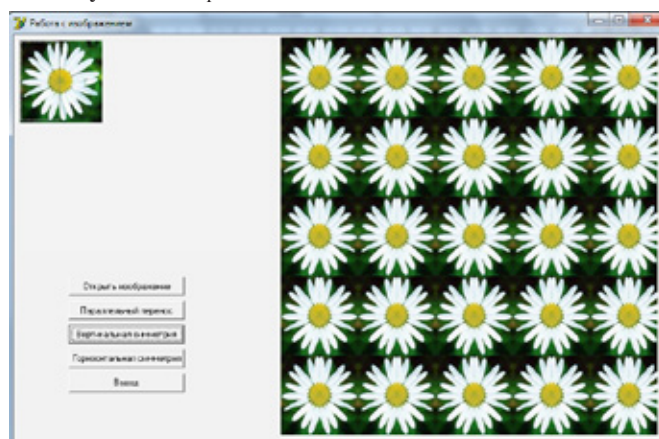 Работа с изображением
Открыть изображение
Параллельный перенос
Вертикальная симметрия
Горизонтальная симметрия
Выход